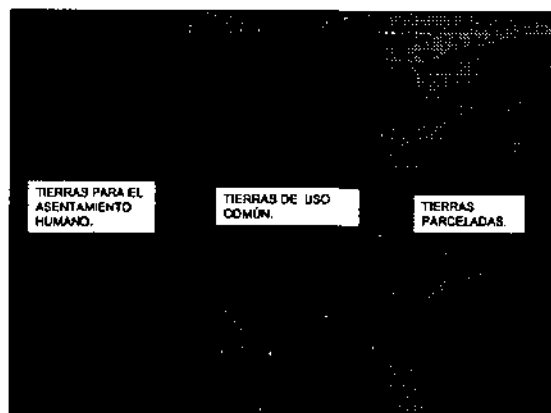 TIERRAS PARA EL
ASENTAMIENTO
HUMANO.
TIERRAS DE USO
COMÚN.
TIERRAS
PARCELADAS.